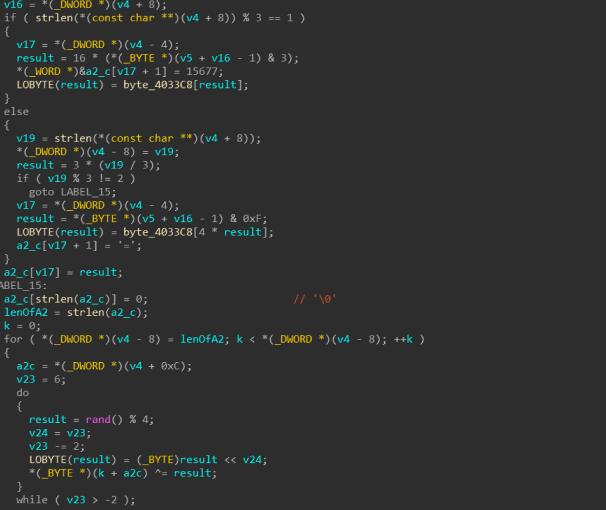 v16 = *(_DWORD *)(v4 + 8);
if ( strlen(*(const char **)(v4 + 8)) % 3 == 1 )
{
v17 = *(_DWORD *)(v4 - 4);
result = 16 * (*(_BYTE *)(v5 + v16 - 1) & 3);
*(_WORD *)&a2_c[v17 + 1] = 15677;
LOBYTE(result) = byte_4033C8[result];
}
else
{
v19 = strlen(*(const char **)(v4 + 8));
*(_DWORD *)(v4 - 8) = v19;
result = 3 * (v19 / 3);
if ( v19 % 3 != 2 )
goto LABEL_15;
v17 = *(_DWORD *)(v4 - 4);
result = *(_BYTE *)(v5 + v16 - 1) & 0xF;
LOBYTE(result) = byte_4033C8[4 * result];
a2_c[v17 + 1] = '=';
}
a2_c[v17] = result;
ABEL_15:
a2_c[strlen(a2_c)] = 0; // '\0'
lenOfA2 = strlen(a2_c);
k = 0;
for ( *(_DWORD *)(v4 - 8) = lenOfA2; k < *(_DWORD *)(v4 - 8); ++k )
{
a2c = *(_DWORD *)(v4 + 0xC);
v23 = 6;
do
{
result = rand() % 4;
v24 = v23;
v23 -= 2;
LOBYTE(result) = (_BYTE)result << v24;
*(_BYTE *)(k + a2c) ^= result;
}
while ( v23 > -2 );